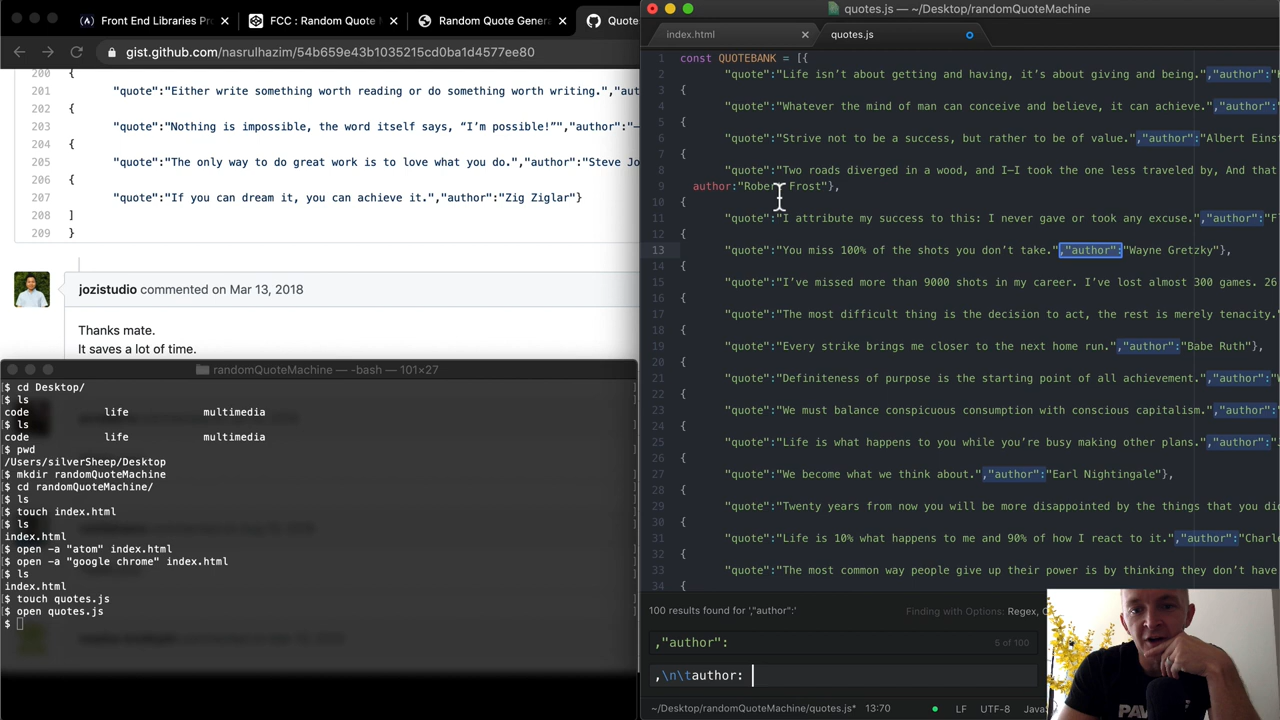 Front End Libraries Pr
FCC : Random Quote
Random Quote Gene
Quote
gist.github.com/nasrulhazim/54b659e43b1035215cd0ba1d4577ee80
200 {
201 "quote":"Either write something worth reading or do something worth writing.","aut
202 {
203 "quote":"Nothing is impossible, the word itself says, “I’m possible!”","author":"—
204 {
205 "quote":"The only way to do great work is to love what you do.","author":"Steve Jo
206 {
207 "quote":"If you can dream it, you can achieve it.","author":"Zig Ziglar"}
208 ]
209 }
jozistudio commented on Mar 13, 2018
Thanks mate.
It saves a lot of time.
randomQuoteMachine — -bash — 101×27
$ cd Desktop/
$ ls
code life multimedia
$ ls
code life multimedia
$ pwd
/Users/silverSheep/Desktop
$ mkdir randomQuoteMachine
$ cd randomQuoteMachine/
$ ls
$ touch index.html
$ ls
index.html
$ open -a "atom" index.html
$ open -a "google chrome" index.html
$ ls
index.html
$ touch quotes.js
$ open quotes.js
$
quotes.js — ~/Desktop/randomQuoteMachine
index.html
quotes.js
1 const QUOTEBANK = [{
2 "quote":"Life isn’t about getting and having, it’s about giving and being.","author":"
3 {
4 "quote":"Whatever the mind of man can conceive and believe, it can achieve.","author":
5 {
6 "quote":"Strive not to be a success, but rather to be of value.","author":"Albert Einst
7 {
8 "quote":"Two roads diverged in a wood, and I—I took the one less traveled by, And that
9 author:"Robert Frost"},
10 {
11 "quote":"I attribute my success to this: I never gave or took any excuse.","author":"F
12 {
13 "quote":"You miss 100% of the shots you don’t take.","author":"Wayne Gretzky"},
14 {
15 "quote":"I’ve missed more than 9000 shots in my career. I’ve lost almost 300 games. 26
16 {
17 "quote":"The most difficult thing is the decision to act, the rest is merely tenacity.
18 {
19 "quote":"Every strike brings me closer to the next home run.","author":"Babe Ruth"},
20 {
21 "quote":"Definiteness of purpose is the starting point of all achievement.","author":"
22 {
23 "quote":"We must balance conspicuous consumption with conscious capitalism.","author":
24 {
25 "quote":"Life is what happens to you while you’re busy making other plans.","author":"
26 {
27 "quote":"We become what we think about.","author":"Earl Nightingale"},
28 {
29 "quote":"Twenty years from now you will be more disappointed by the things that you di
30 {
31 "quote":"Life is 10% what happens to me and 90% of how I react to it.","author":"Charle
32 {
33 "quote":"The most common way people give up their power is by thinking they don’t have
34 {
100 results found for ',"author":'
Finding with Options: Regex, C
,"author":
5 of 100
,\n\tauthor:
~/Desktop/randomQuoteMachine/quotes.js* 13:70
LF UTF-8 Java
PAV